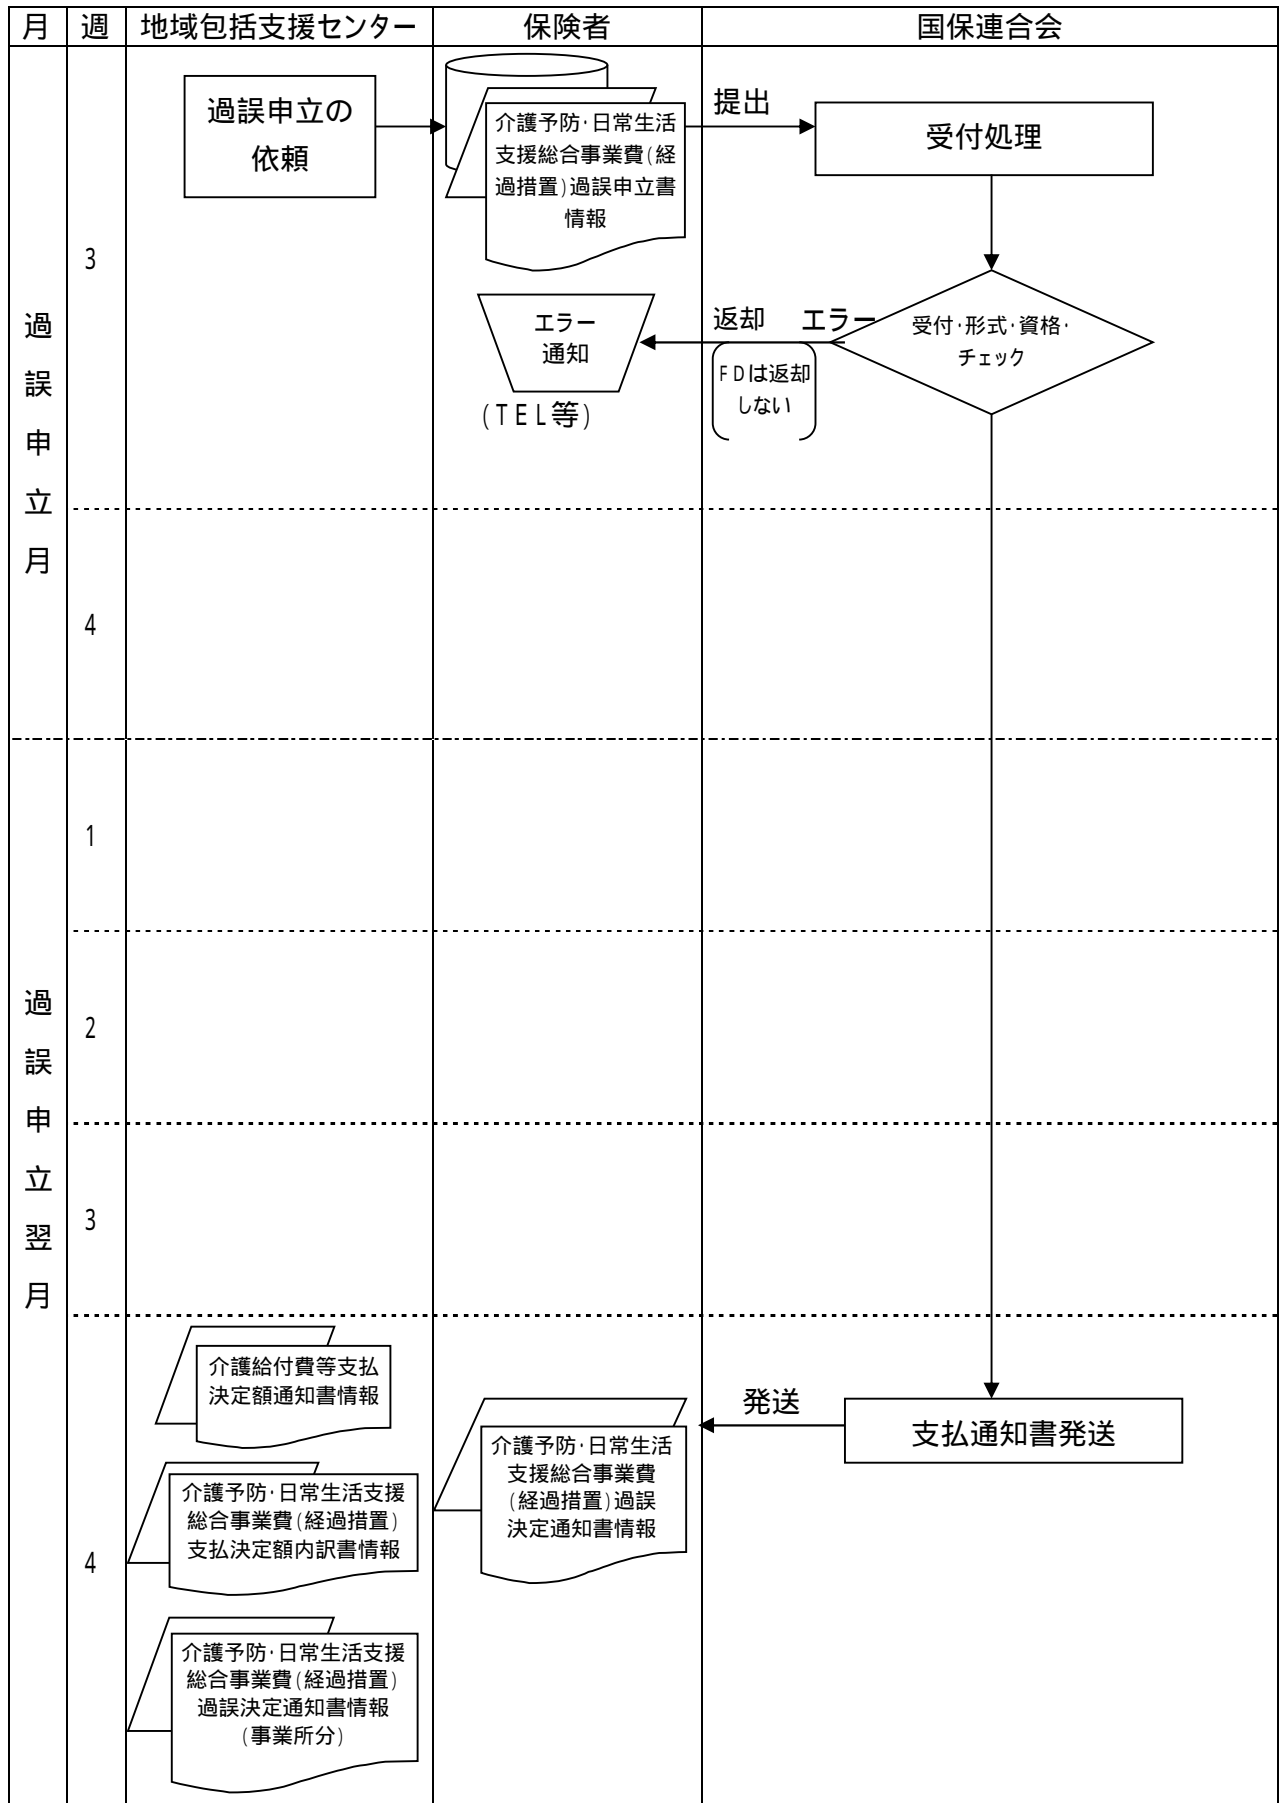 月 週 地域包括支援センター 保険者 国保連合会
過誤申立月
3
過誤申立の
依頼
介護予防･日常生活
支援総合事業費(経
過措置)過誤申立書
情報
提出
受付処理
エラー
通知
(TEL等)
返却 エラー
FDは返却
しない
受付･形式･資格･
チェック
4
過誤申立翌月
1
2
3
4
介護給付費等支払
決定額通知書情報
介護予防･日常生活支援
総合事業費(経過措置)
支払決定額内訳書情報
介護予防･日常生活支援
総合事業費(経過措置)
過誤決定通知書情報
(事業所分)
介護予防･日常生活
支援総合事業費
(経過措置)過誤
決定通知書情報
発送
支払通知書発送